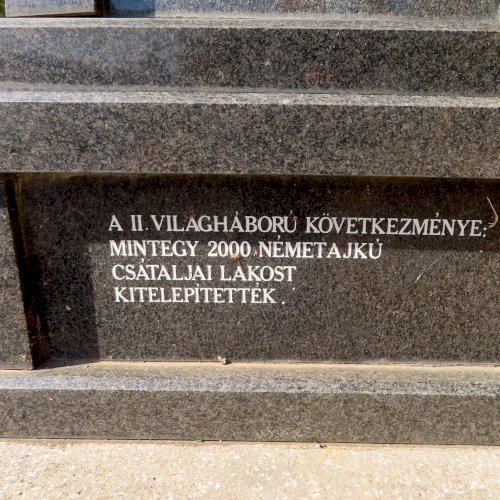 A II. VILÁGHÁBORÚ KÖVETKEZMÉNYE:
MINTEGY 2000 NÉMETAJKÚ
CSÁTALJAI LAKOST
KITELEPÍTETTÉK.